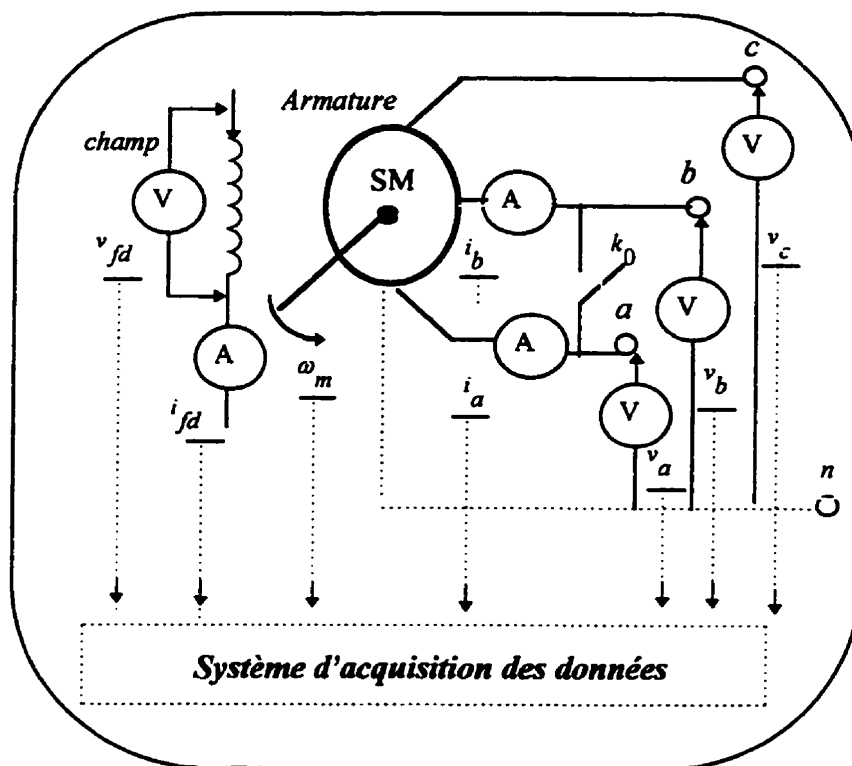 c
Armature
champ
V
SM
A
b
V
v_fd
i_b
k_0
a
v_c
A
ω_m
A
V
i_fd
i_a
V
v_b
v_a
n
Système d'acquisition des données